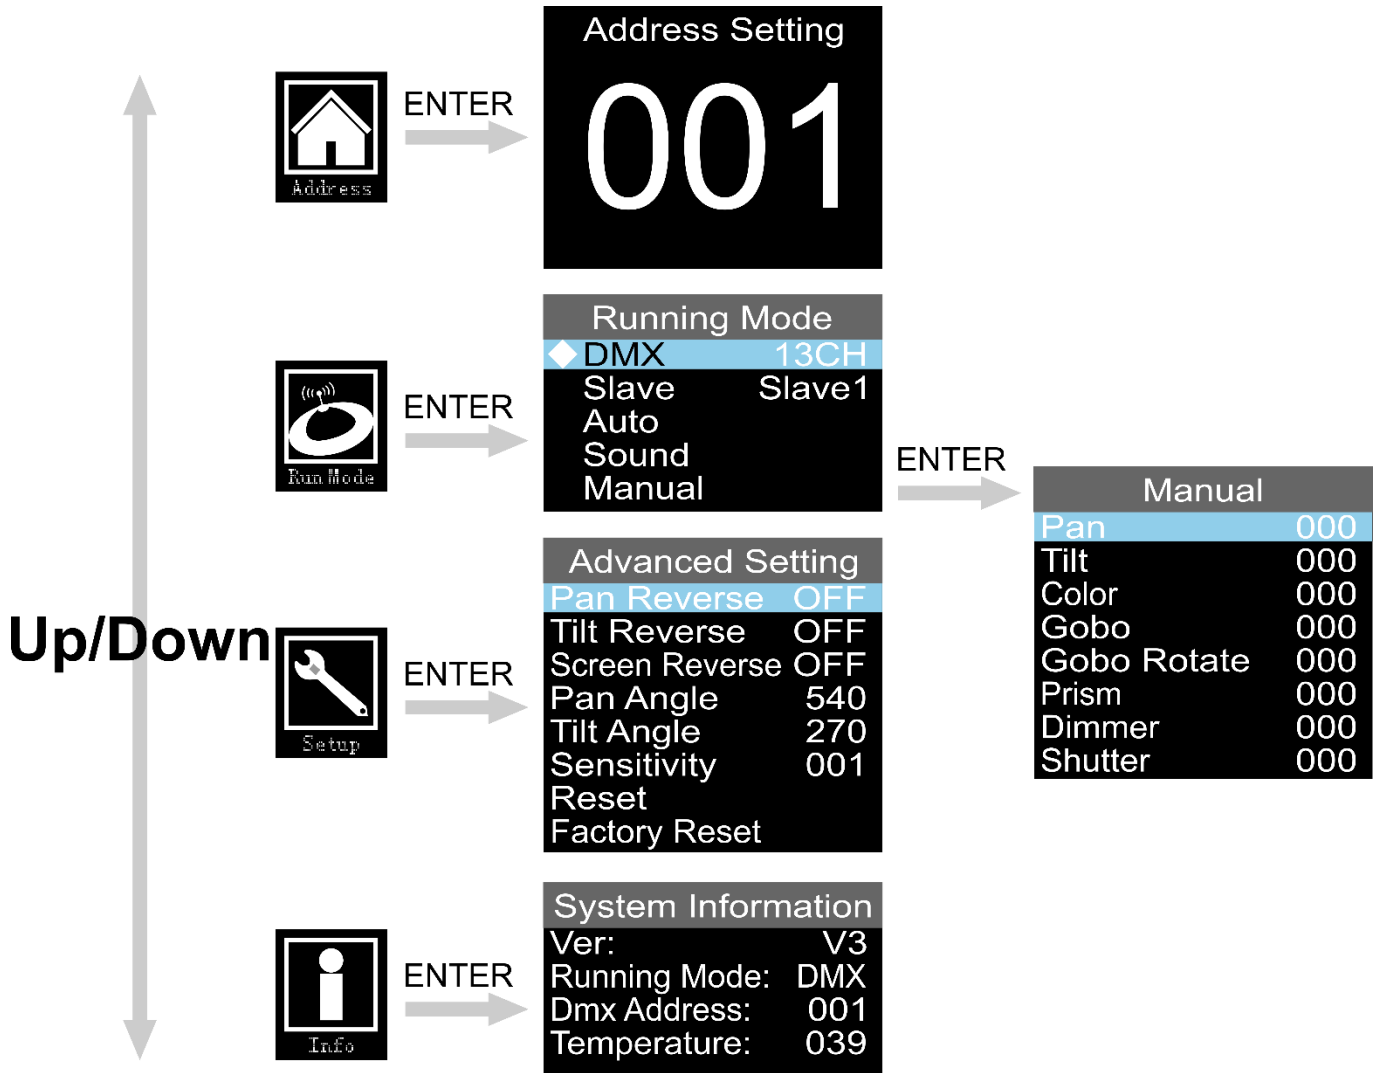 Up/Down
Address
ENTER
Address Setting
001
Run Mode
ENTER
Running Mode
DMX 13CH
Slave Slave1
Auto
Sound
Manual
ENTER
Manual
Pan 000
Tilt 000
Color 000
Gobo 000
Gobo Rotate 000
Prism 000
Dimmer 000
Shutter 000
Setup
ENTER
Advanced Setting
Pan Reverse OFF
Tilt Reverse OFF
Screen Reverse OFF
Pan Angle 540
Tilt Angle 270
Sensitivity 001
Reset
Factory Reset
Info
ENTER
System Information
Ver: V3
Running Mode: DMX
Dmx Address: 001
Temperature: 039